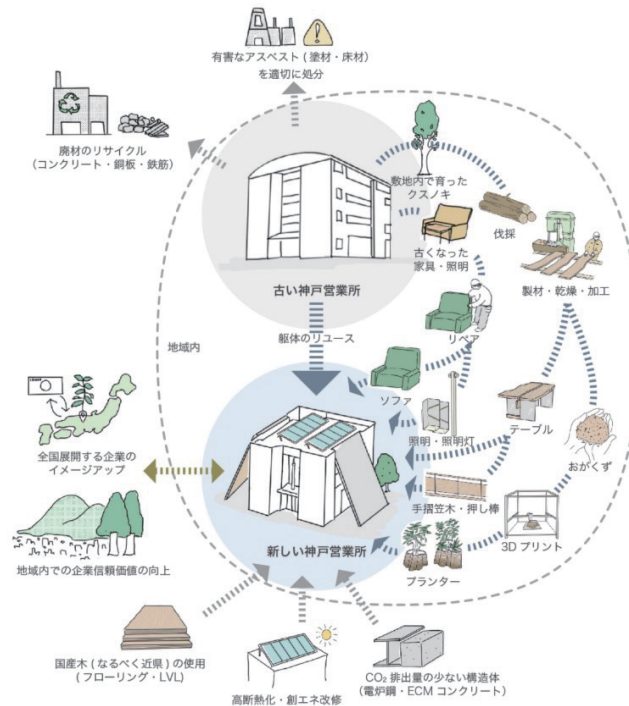 有害なアスベスト(塗材・床材)
を適切に処分
廃材のリサイクル
(コンクリート・銅板・鉄筋)
敷地内で育った
クスノキ
伐採
古くなった
家具・照明
製材・乾燥・加工
古い神戸営業所
リペア
地域内
躯体のリユース
ソファ
テーブル
照明・照明灯
おがくず
全国展開する企業の
イメージアップ
手摺笠木・押し棒
3Dプリント
新しい神戸営業所
プランター
地域内での企業信頼価値の向上
国産木(なるべく近県)の使用
(フローリング・LVL)
高断熱化・創エネ改修
CO₂排出量の少ない構造体
(電炉鋼・ECMコンクリート)